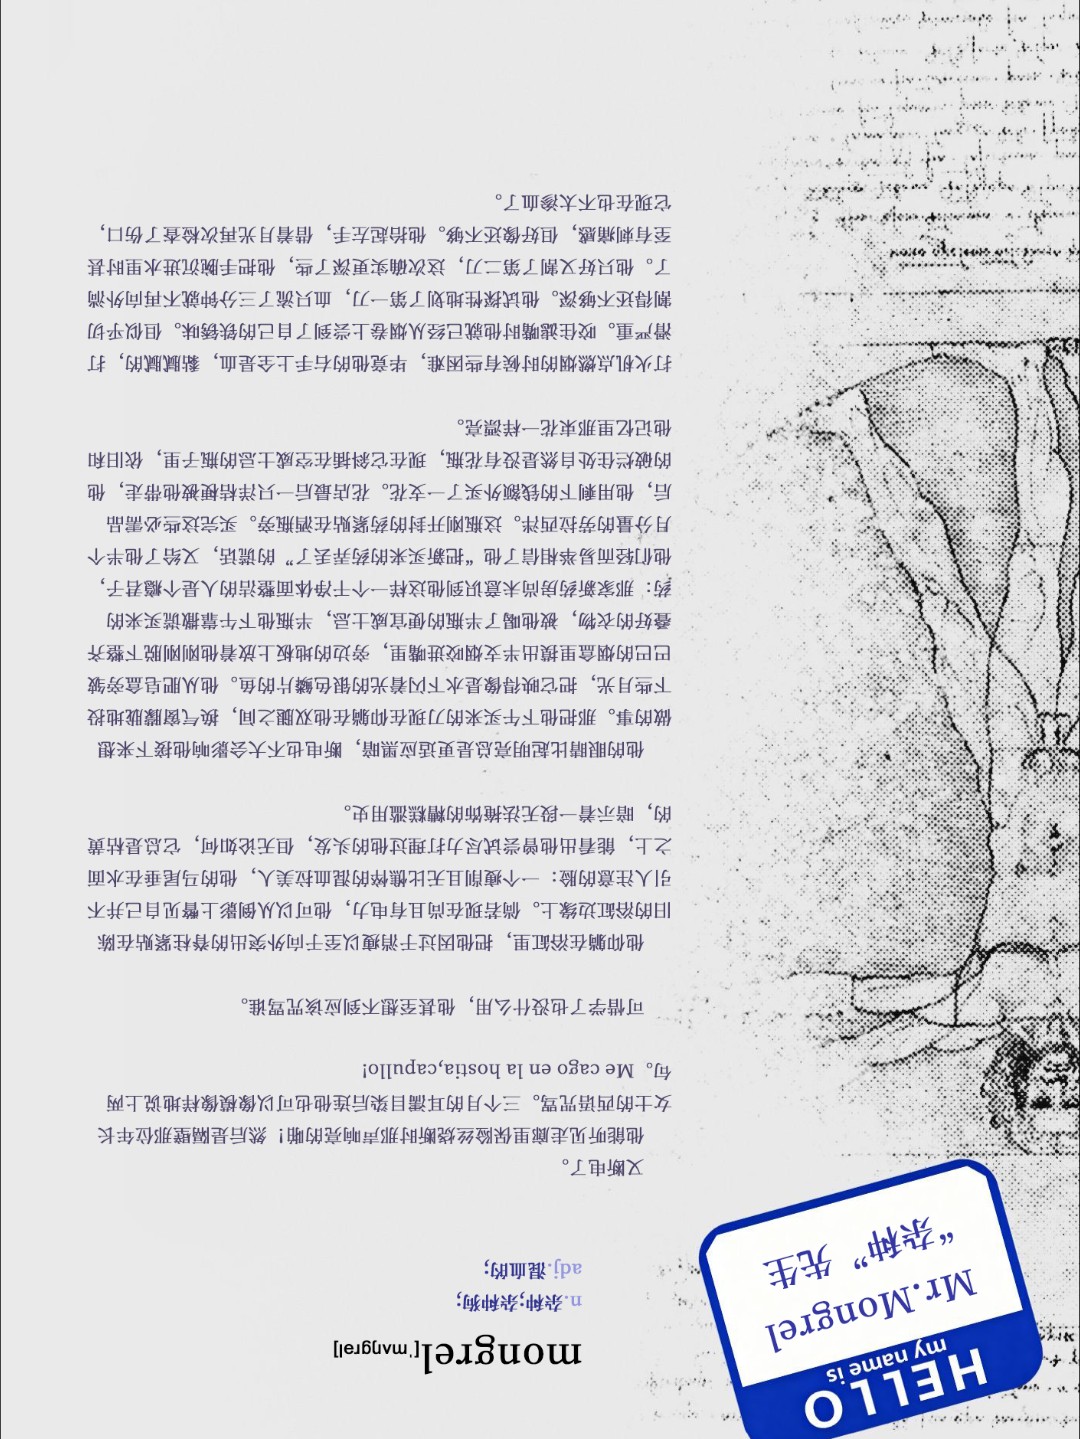 HELLO
my name is
Mr.Mongrel
“杂种”先生
mongrel[ˈmʌŋɡrəl]
n.杂种;杂种狗;
adj.混血的;
又断电了。
他能听见走廊里保险丝烧断时那声响亮的啪！然后是隔壁那位年长
女士的西语咒骂。三个月的耳濡目染后连他也可以像模像样地说上两
句。Me cago en la hostia,capullo!
可惜学了也没什么用，他甚至想不到应该咒骂谁。
他仰躺在浴缸里，把他因过于消瘦以至于向外突出的脊柱紧贴在陈
旧的浴缸边缘上。倘若现在尚且有电力，他可以从倒影上瞥见自己并不
引人注意的脸：一个瘦削且无比憔悴的混血拉美人，他的马尾垂在水面
之上，能看出他曾尝试尽力打理过他的头发，但无论如何，它总是枯黄
的，暗示着一段无法掩饰的糟糕滥用史。
他的眼睛比起明亮总是更适应黑暗，断电也不大会影响他接下来想
做的事。那把他下午买来的刀现在仰躺在他双腿之间，换气窗朦胧地投
下些月光，把它映得像是水下闪着光的银色鳞片的鱼。他从肥皂盒旁皱
巴巴的烟盒里摸出半支烟咬进嘴里，旁边的地板上放着他刚刚脱下整齐
叠好的衣物，被他喝了半瓶的便宜威士忌，半瓶他下午靠撒谎买来的
药：那家新药房尚未意识到他这样一个干净体面整洁的人是个瘾君子，
他们轻而易举相信了他“把新买来的药弄丢了”的谎话，又给了他半个
月分量的劳拉西泮。这瓶刚开封的药紧贴在酒瓶旁。买完这些必需品
后，他用剩下的钱额外买了一支花。花店最后一只洋桔梗被他带走，他
的破烂住处自然是没有花瓶，现在它斜插在空威士忌的瓶子里，依旧和
他记忆里那束花一样漂亮。
打火机点燃烟的时候有些困难，毕竟他的右手上全是血，黏腻腻的，打
滑严重。咬住滤嘴时他就已经从烟卷上尝到了自己的铁锈味。但似乎切
割得还不够深。他试探性地划了第一刀，血只流了三分钟就不再向外淌
了。他只好又割了第二刀，这次确实更深了些，他把手腕沉进水里时甚
至有刺痛感，但好像还不够。他抬起左手，借着月光再次检查了伤口，
它现在也不太渗血了。